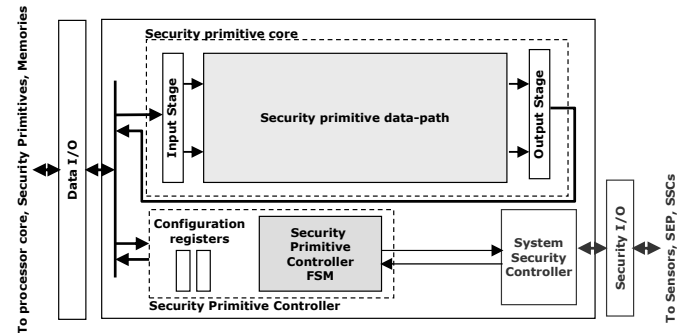 To processor core, Security Primitives, Memories
Data I/O
Security primitive core
Input Stage
Security primitive data-path
Output Stage
Configuration
registers
Security
Primitive
Controller
FSM
Security Primitive Controller
System
Security
Controller
Security I/O
To Sensors, SEP, SSCs